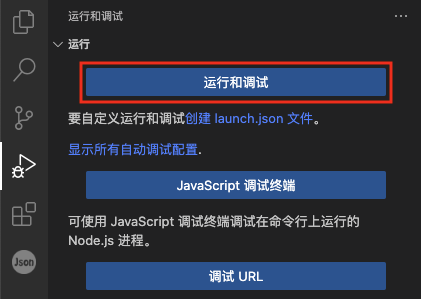 运行和调试
运行
运行和调试
要自定义运行和调试创建 launch.json 文件。
显示所有自动调试配置.
JavaScript 调试终端
可使用 JavaScript 调试终端调试在命令行上运行的
Node.js 进程。
Json
调试 URL